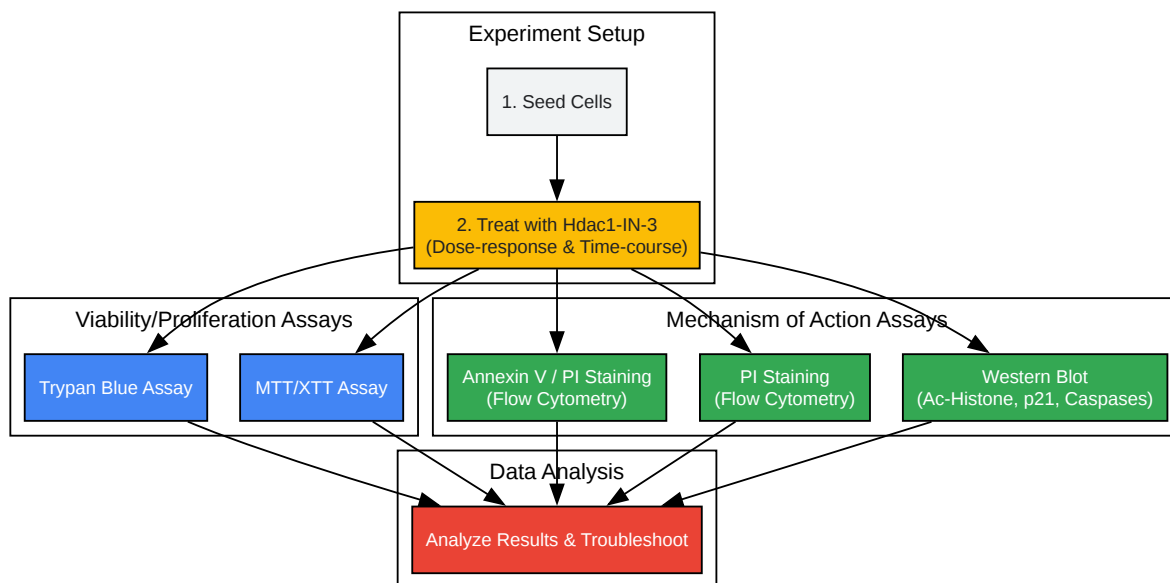 Experiment Setup
1. Seed Cells
2. Treat with Hdac1-IN-3
(Dose-response & Time-course)
Viability/Proliferation Assays
Mechanism of Action Assays
Trypan Blue Assay
MTT/XTT Assay
Annexin V / PI Staining
(Flow Cytometry)
PI Staining
(Flow Cytometry)
Western Blot
(Ac-Histone, p21, Caspases)
Data Analysis
Analyze Results & Troubleshoot